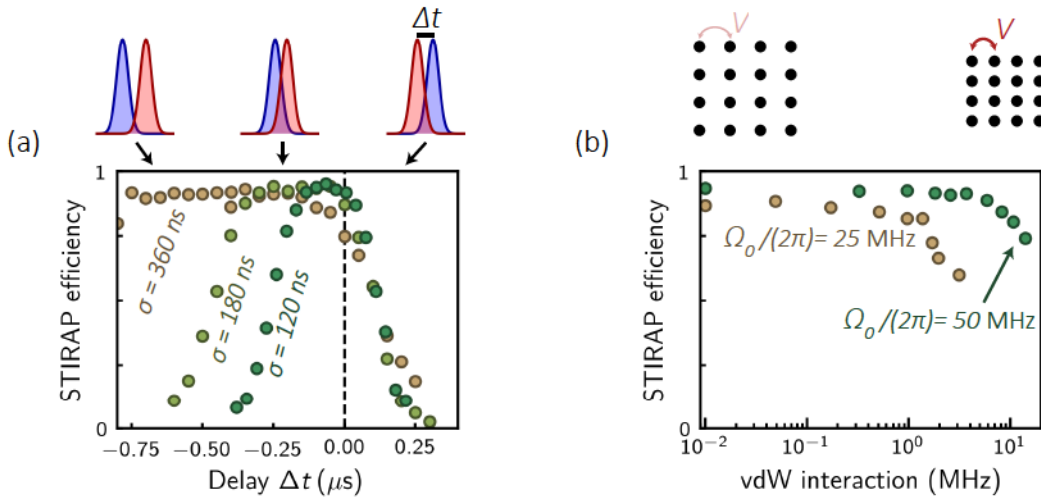 Δt
(a)
STIRAP efficiency
1
0
σ = 360 ns
σ = 180 ns
σ = 120 ns
−0.75
−0.50
−0.25
0.00
0.25
Delay Δt (μs)
V
V
(b)
STIRAP efficiency
1
0
Ω₀/(2π)= 25 MHz
Ω₀/(2π)= 50 MHz
10⁻²
10⁻¹
10⁰
10¹
vdW interaction (MHz)